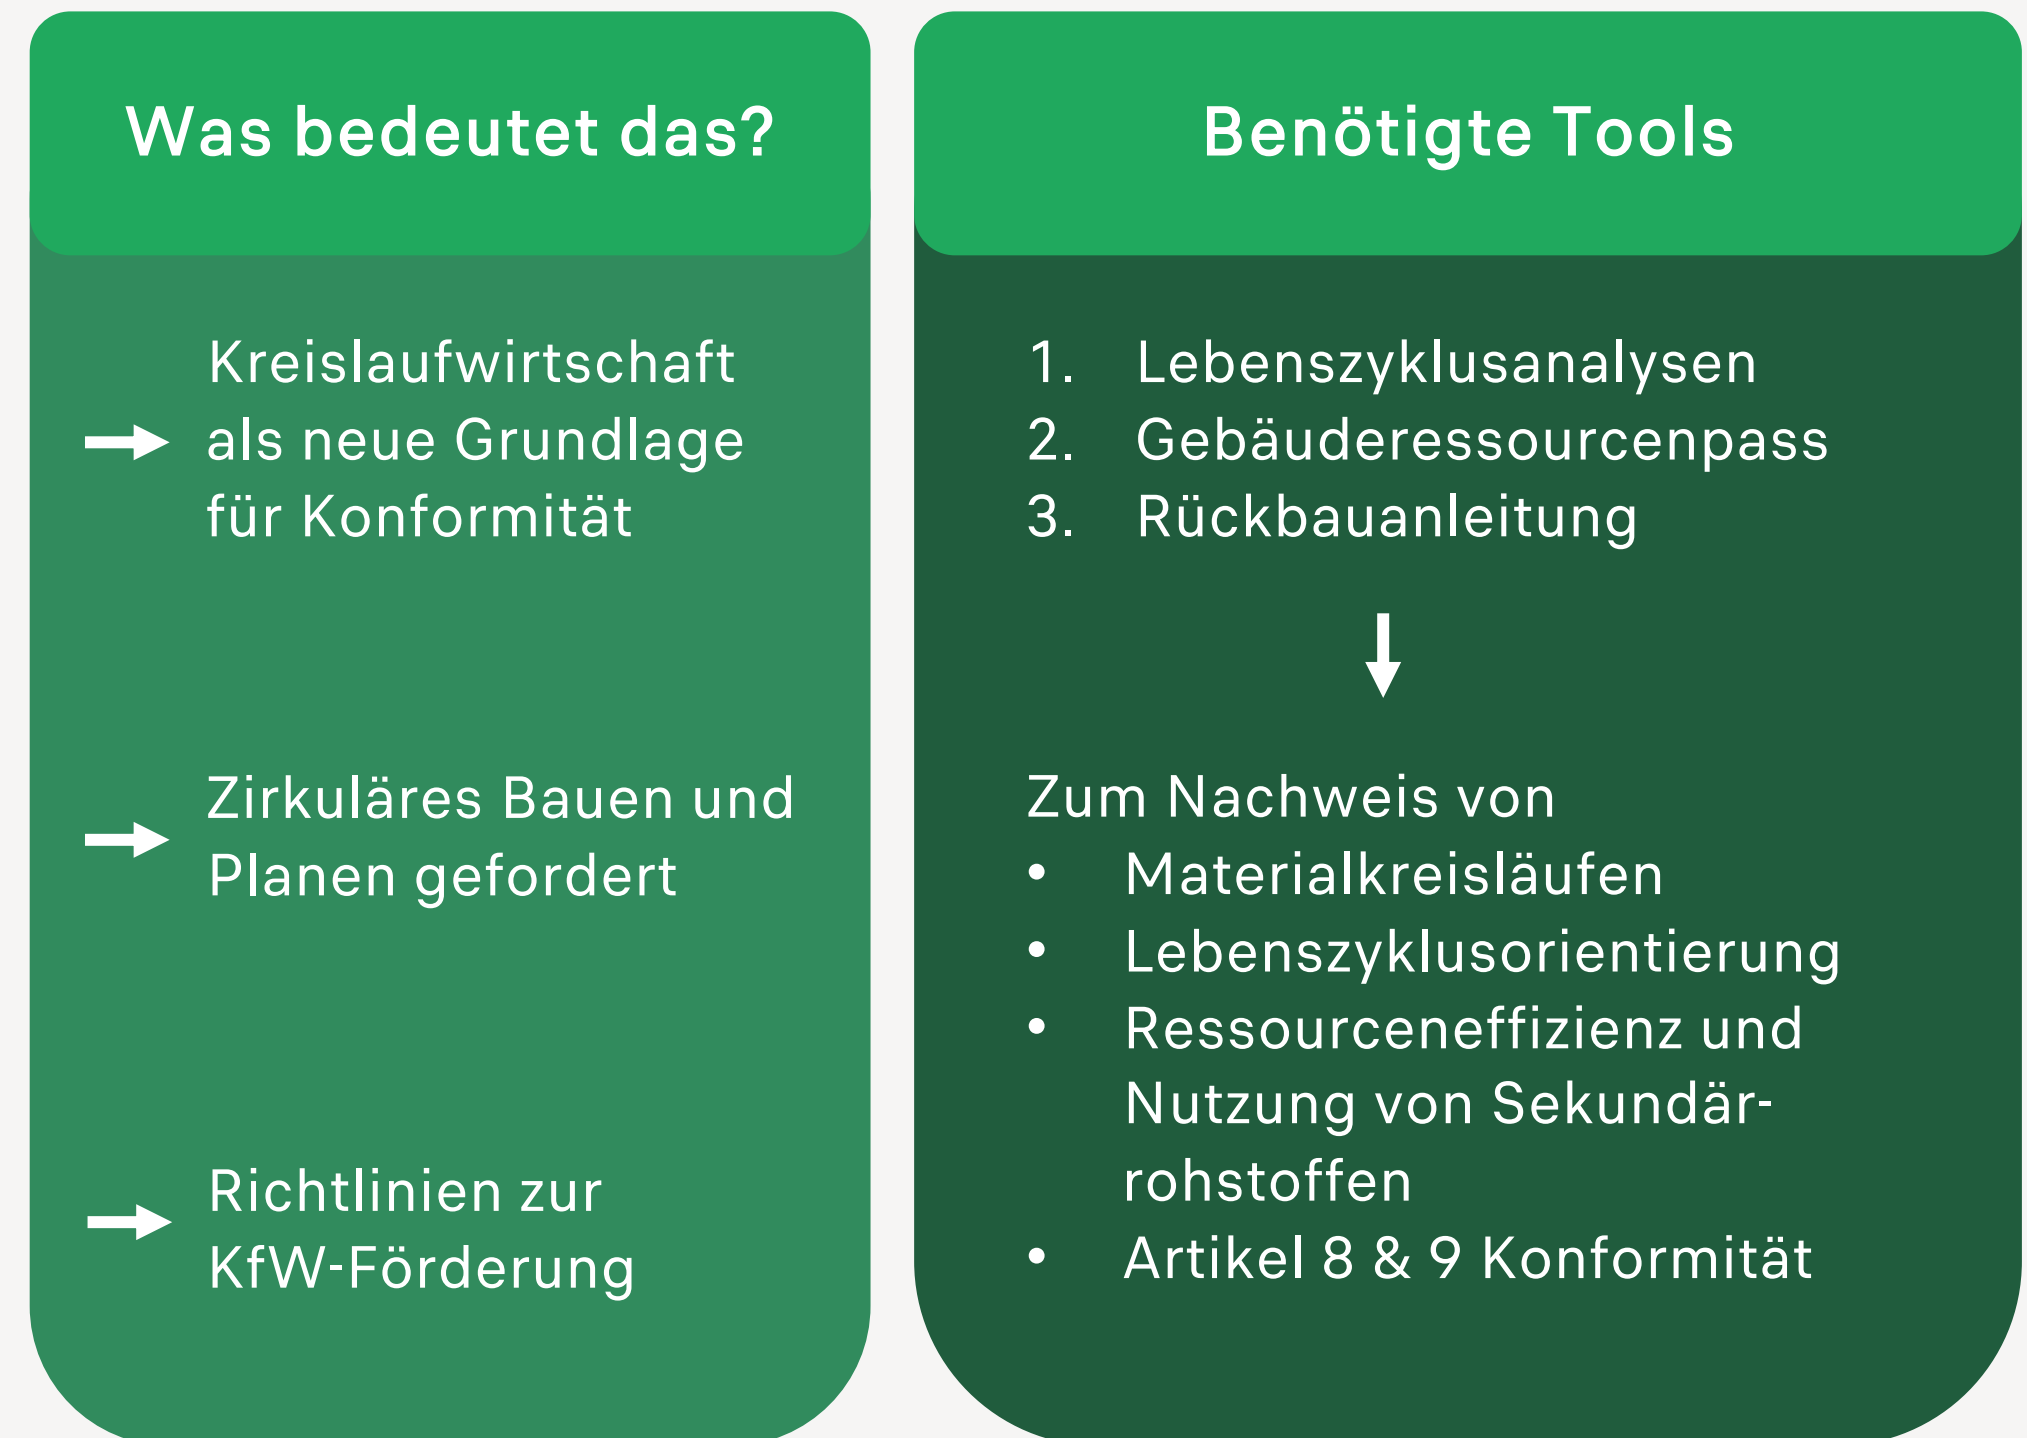 Was bedeutet das?
Kreislaufwirtschaft
als neue Grundlage
für Konformität
Zirkuläres Bauen und
Planen gefordert
Richtlinien zur
KfW-Förderung
Benötigte Tools
1. Lebenszyklusanalysen
2. Gebäuderessourcenpass
3. Rückbauanleitung
Zum Nachweis von
• Materialkreisläufen
• Lebenszyklusorientierung
• Ressourceneffizienz und
Nutzung von Sekundär-
rohstoffen
• Artikel 8 & 9 Konformität